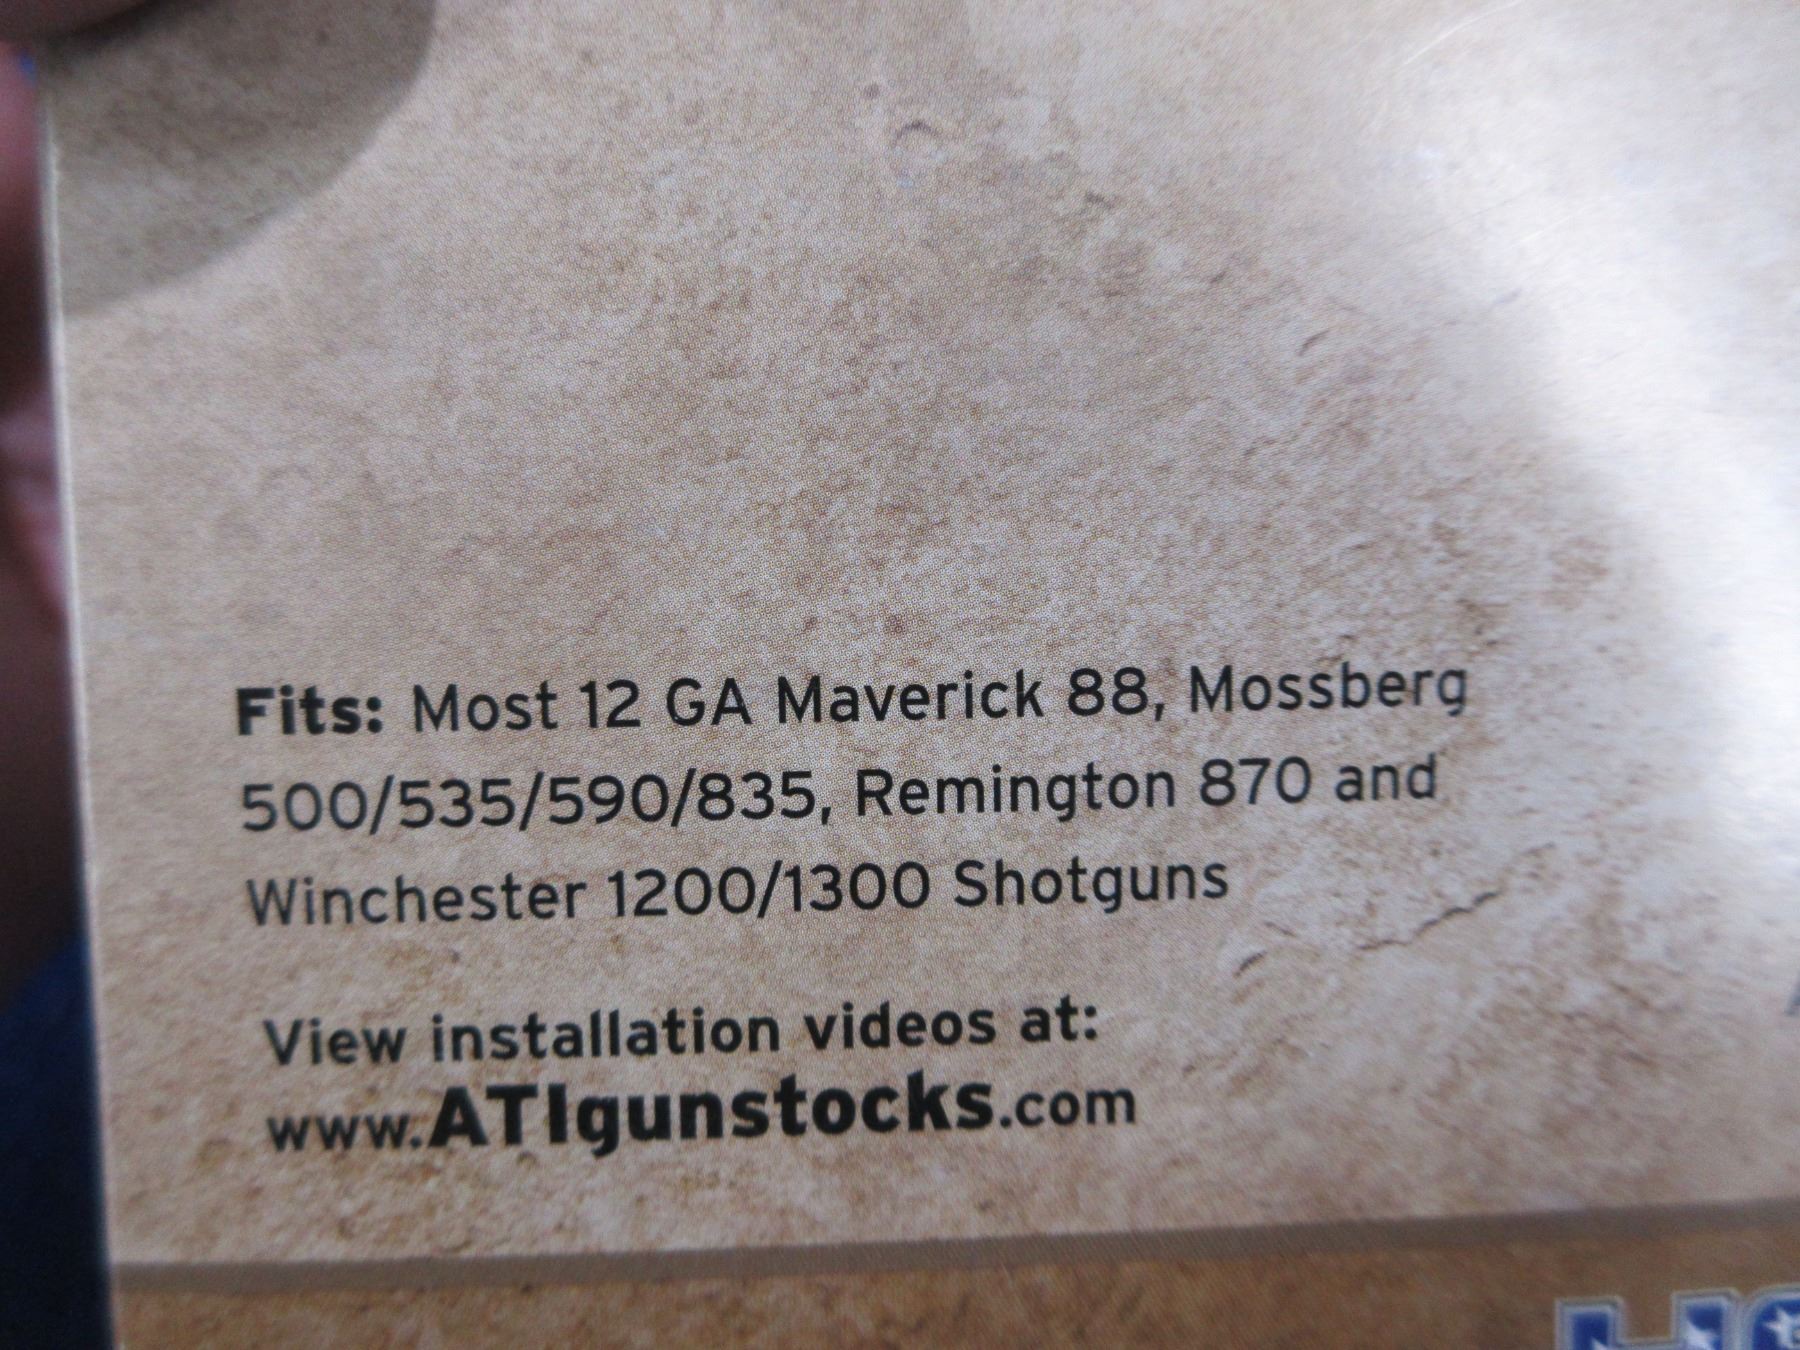 Fits: Most 12 GA Maverick 88, Mossberg
500/535/590/835, Remington 870 and
Winchester 1200/1300 Shotguns
View installation videos at:
www.ATIgunstocks.com